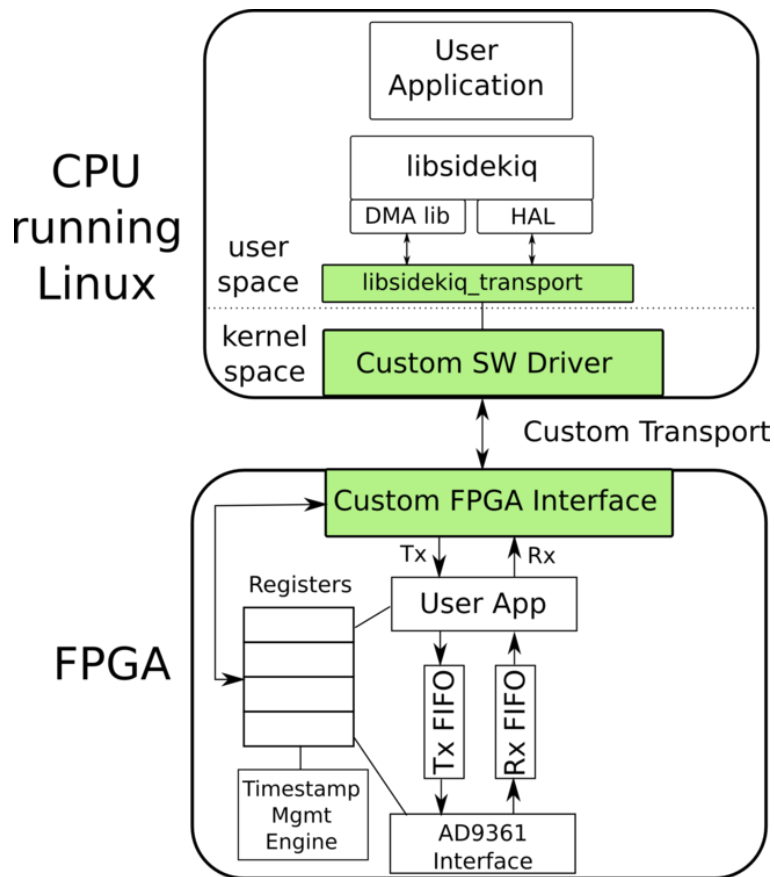 User
Application
CPU
running
Linux
libsidekiq
DMA lib
HAL
user
space
libsidekiq_transport
kernel
space
Custom SW Driver
Custom Transport
Custom FPGA Interface
Tx
Rx
Registers
User App
FPGA
Tx FIFO
Rx FIFO
Timestamp
Mgmt
Engine
AD9361
Interface